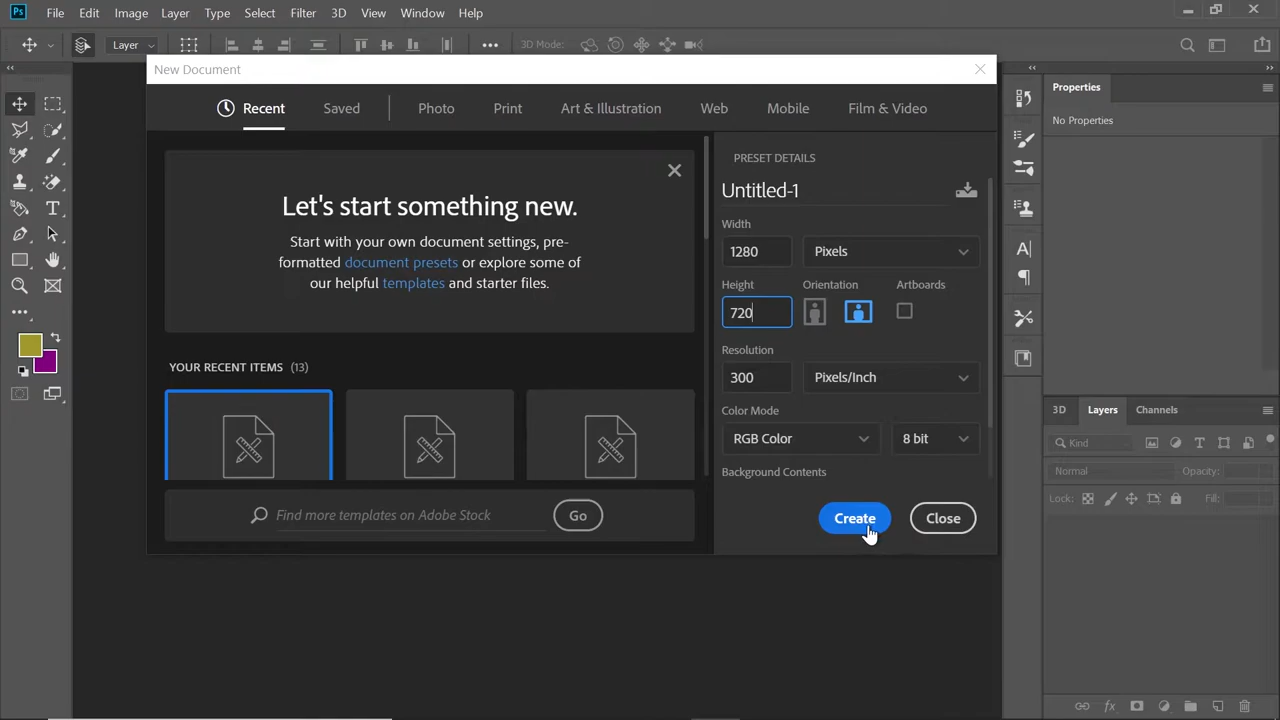 Ps File Edit Image Layer Type Select Filter 3D View Window Help
Layer 3D Mode:
New Document
Recent Saved Photo Print Art & Illustration Web Mobile Film & Video
Let's start something new.
Start with your own document settings, pre-
formatted document presets or explore some of
our helpful templates and starter files.
YOUR RECENT ITEMS (13)
Find more templates on Adobe Stock Go
PRESET DETAILS
Untitled-1
Width
1280 Pixels
Height Orientation Artboards
720
Resolution
300 Pixels/Inch
Color Mode
RGB Color 8 bit
Background Contents
Create Close
Properties
No Properties
3D Layers Channels
Kind
Normal Opacity:
Lock: Fill: